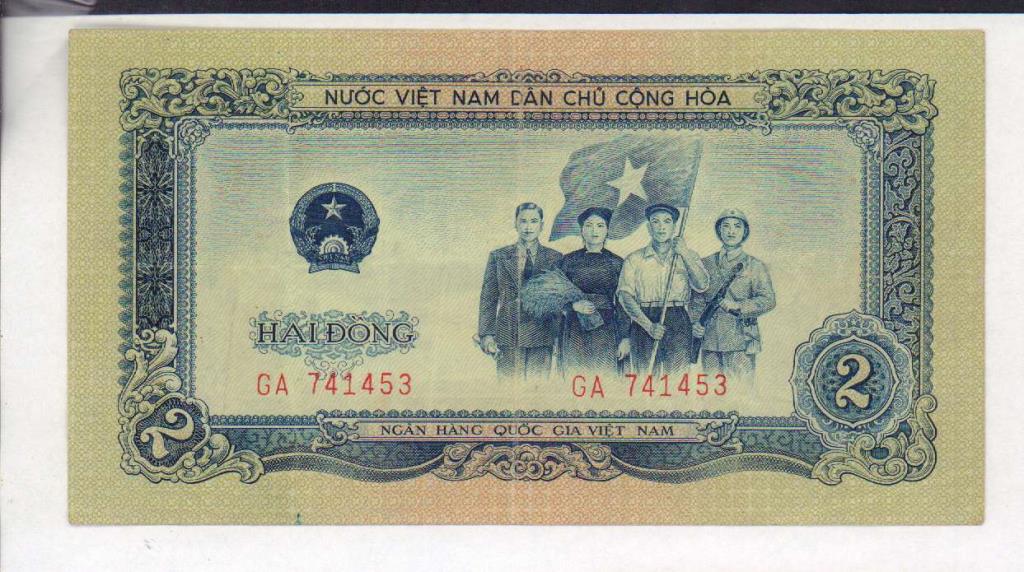 NƯỚC VIỆT NAM DÂN CHỦ CỘNG HÒA
HAI ĐỒNG
GA 741453 GA 741453
2 2
NGÂN HÀNG QUỐC GIA VIỆT NAM